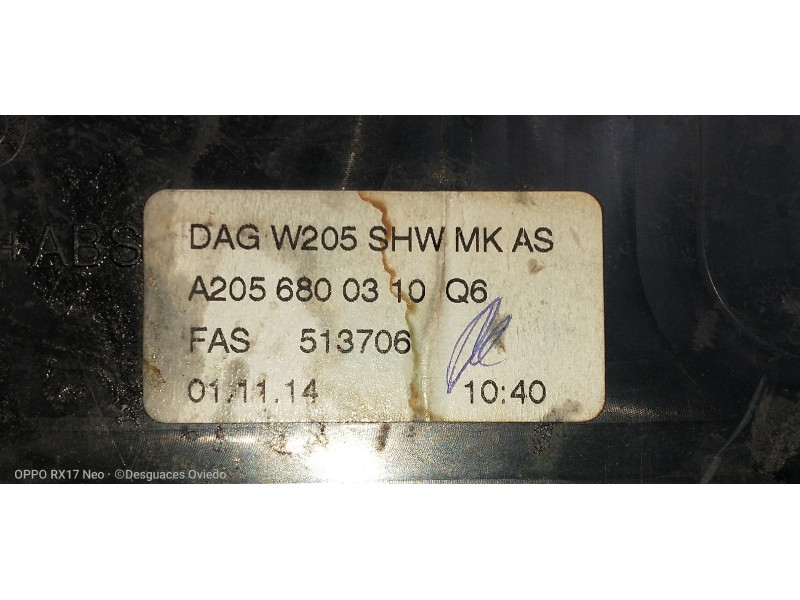 +ABS
DAG W205 SHW MK AS
A205 680 03 10 Q6
FAS 513706
01.11.14 10:40
OPPO RX17 Neo · ©Desguaces Oviedo